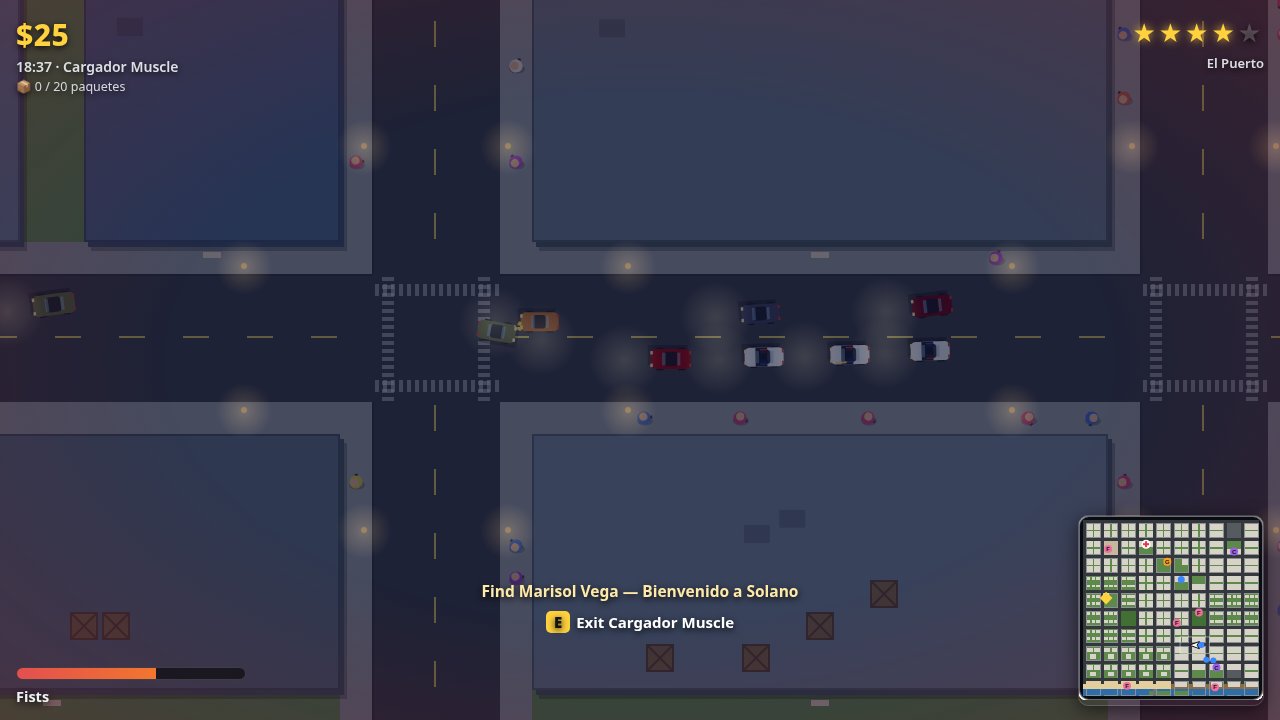 $25
18:37 · Cargador Muscle
0 / 20 paquetes
El Puerto
Find Marisol Vega — Bienvenido a Solano
E Exit Cargador Muscle
Fists